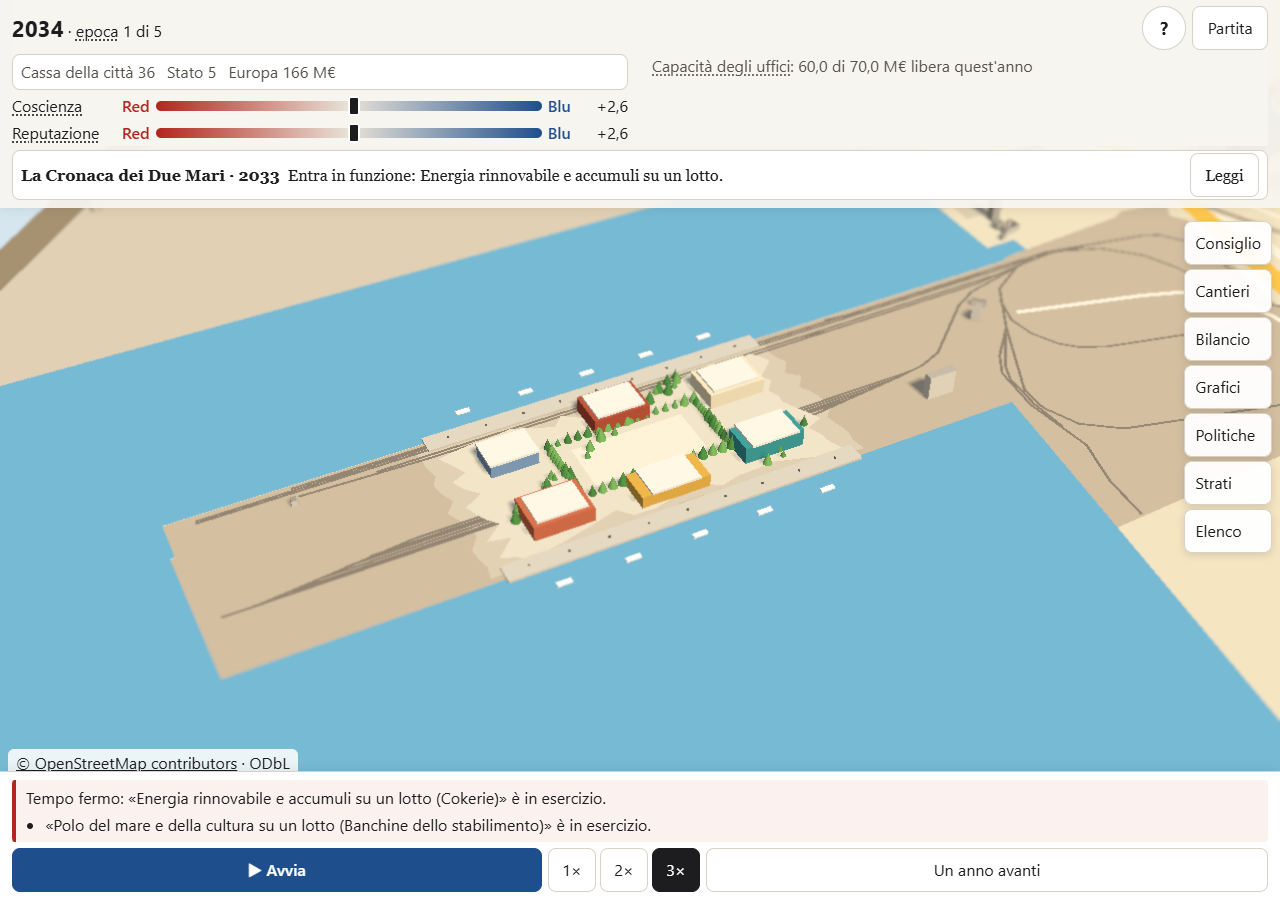 2034 · epoca 1 di 5
?
Partita
Cassa della città 36 Stato 5 Europa 166 M€
Capacità degli uffici: 60,0 di 70,0 M€ libera quest'anno
Coscienza Red Blu +2,6
Reputazione Red Blu +2,6
La Cronaca dei Due Mari · 2033 Entra in funzione: Energia rinnovabile e accumuli su un lotto.
Leggi
Consiglio
Cantieri
Bilancio
Grafici
Politiche
Strati
Elenco
© OpenStreetMap contributors · ODbL
Tempo fermo: «Energia rinnovabile e accumuli su un lotto (Cokerie)» è in esercizio.
• «Polo del mare e della cultura su un lotto (Banchine dello stabilimento)» è in esercizio.
▶ Avvia
1×
2×
3×
Un anno avanti